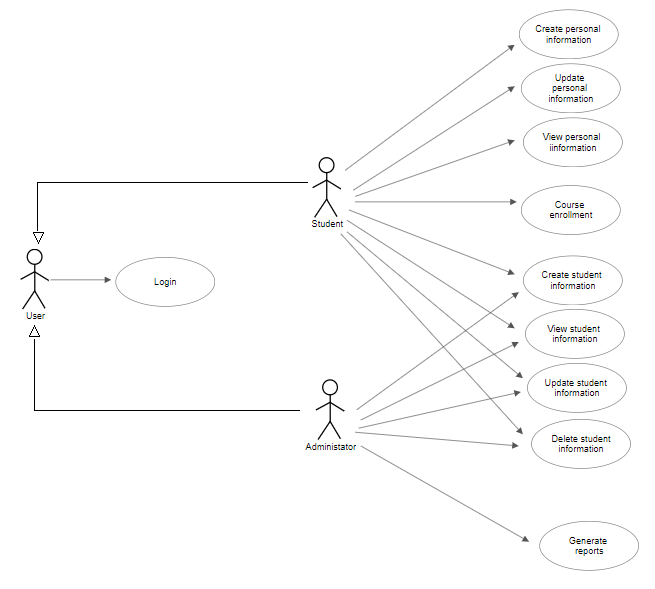 Create personal
information
Update
personal
information
View personal
iinformation
Student
Course
enrollment
Login
User
Create student
information
View student
information
Update student
information
Administator
Delete student
information
Generate
reports